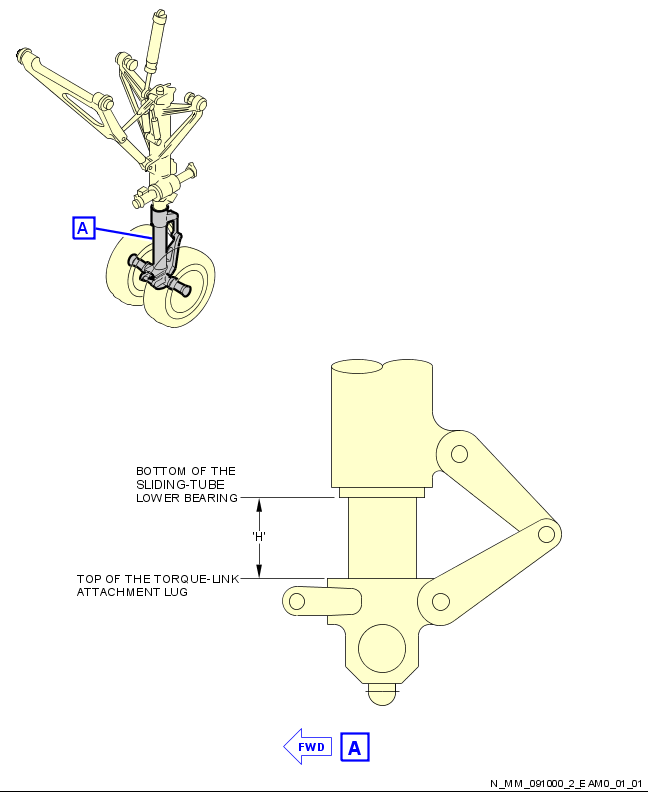 A
BOTTOM OF THE
SLIDING-TUBE
LOWER BEARING
'H'
TOP OF THE TORQUE-LINK
ATTACHMENT LUG
FWD
A
N_MM_091000_2_EAM0_01_01